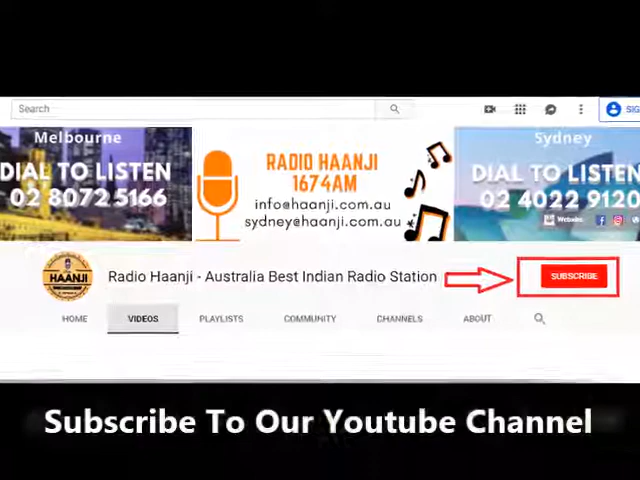 Search
SIG
Melbourne
DIAL TO LISTEN
02 8072 5166
RADIO HAANJI
1674AM
info@haanji.com.au
sydney@haanji.com.au
Sydney
DIAL TO LISTEN
02 4022 9120
Website
HAANJI
Radio Haanji - Australia Best Indian Radio Station
SUBSCRIBE
HOME
VIDEOS
PLAYLISTS
COMMUNITY
CHANNELS
ABOUT
Subscribe To Our Youtube Channel